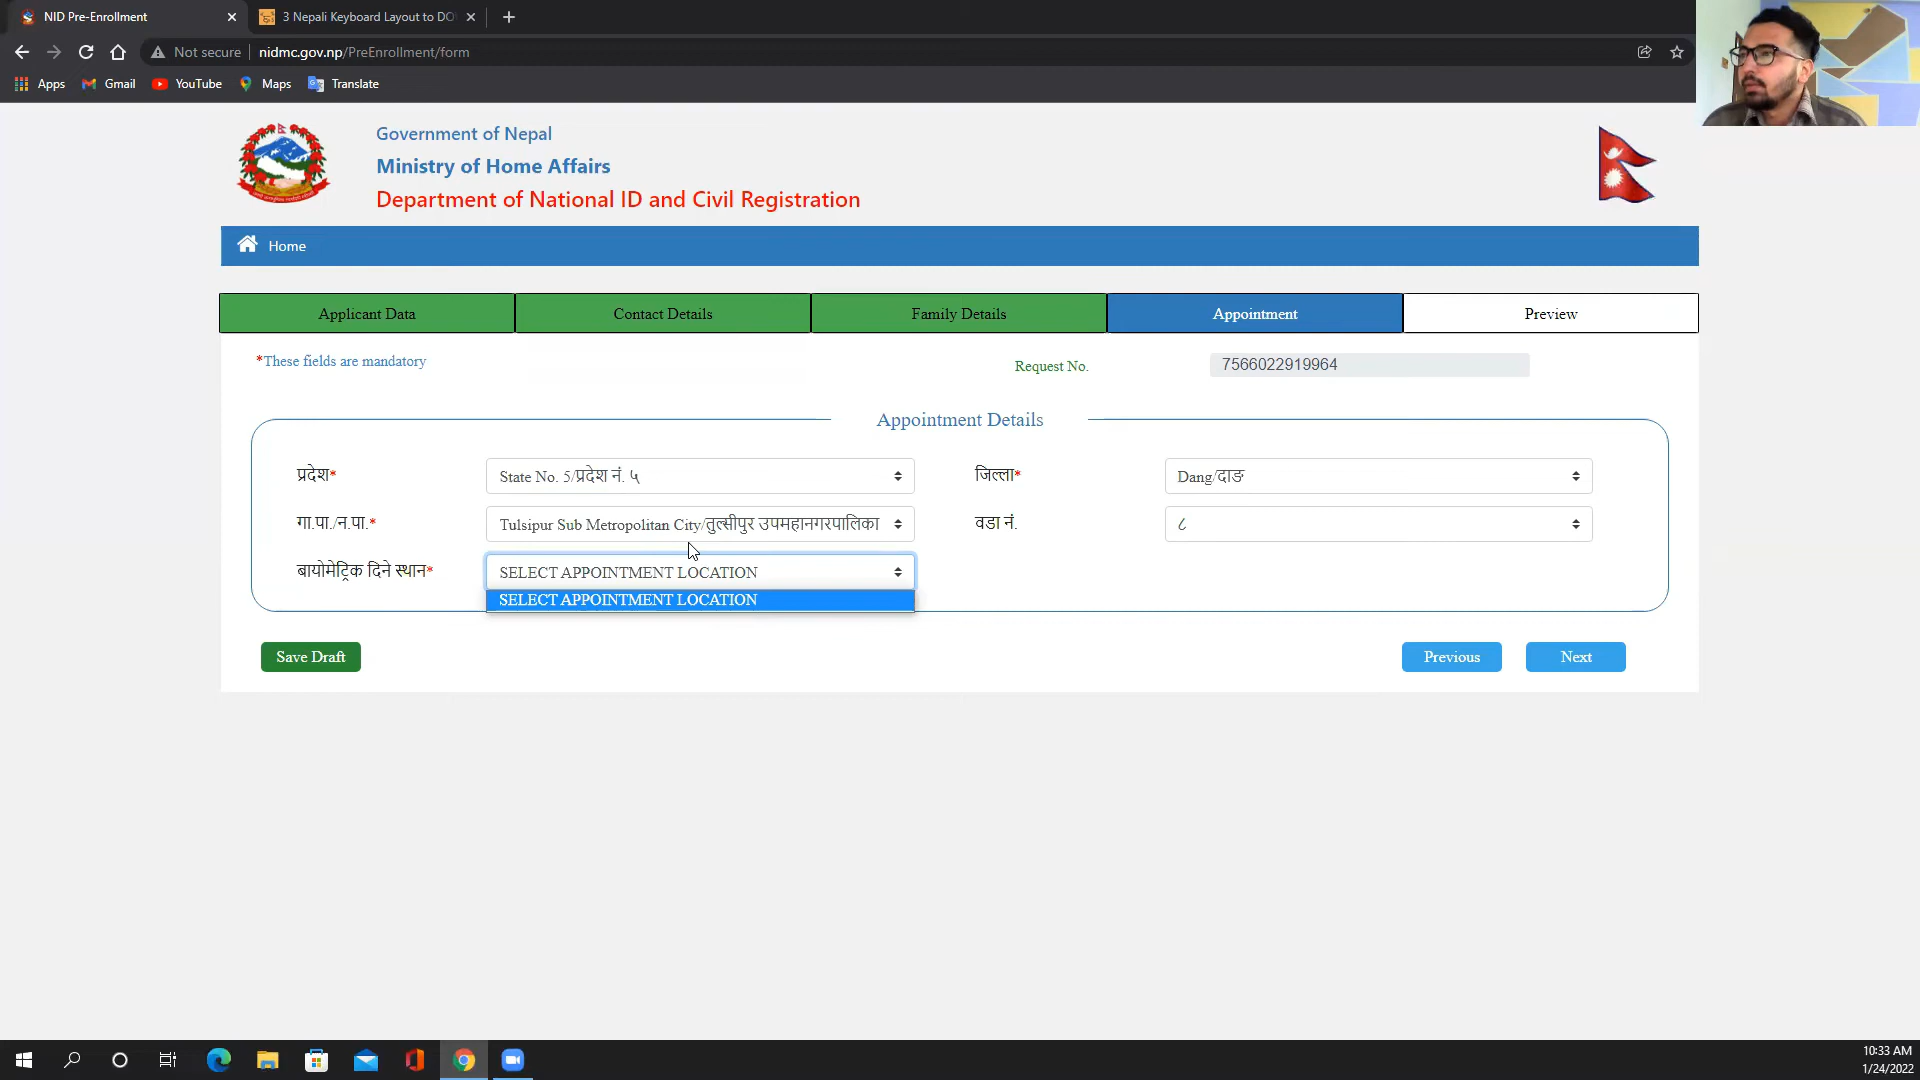 NID Pre-Enrollment
3 Nepali Keyboard Layout to DO
Not secure
nidmc.gov.np/PreEnrollment/form
Apps
Gmail
YouTube
Maps
Translate
Government of Nepal
Ministry of Home Affairs
Department of National ID and Civil Registration
Home
Applicant Data
Contact Details
Family Details
Appointment
Preview
*These fields are mandatory
Request No.
7566022919964
Appointment Details
प्रदेश*
State No. 5/प्रदेश नं. ५
जिल्ला*
Dang/दाङ
गा.पा./न.पा.*
Tulsipur Sub Metropolitan City/तुल्सीपुर उपमहानगरपालिका
वडा नं.
८
बायोमेट्रिक दिने स्थान*
SELECT APPOINTMENT LOCATION
SELECT APPOINTMENT LOCATION
Save Draft
Previous
Next
10:33 AM
1/24/2022